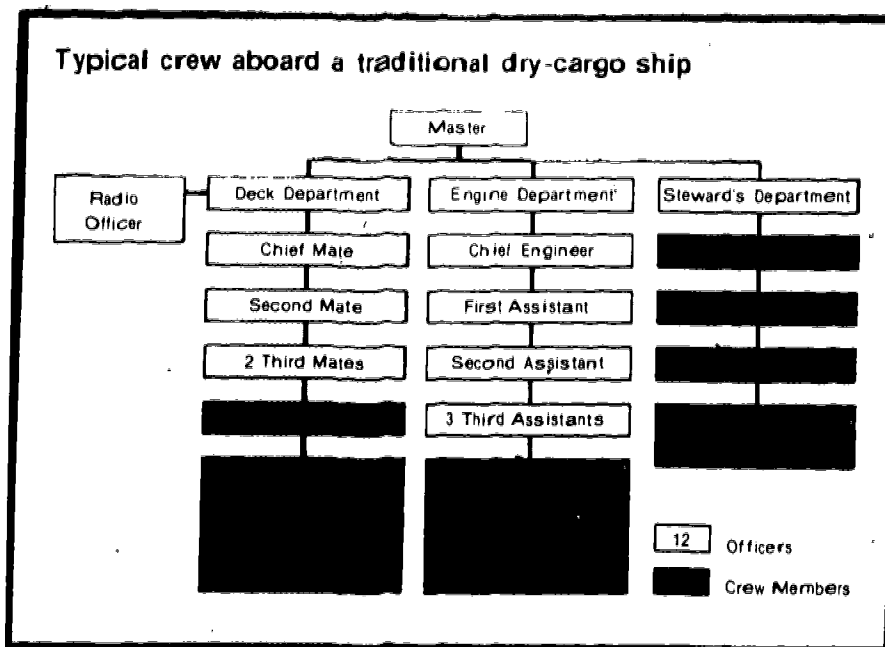 Typical crew aboard a traditional dry-cargo ship
Master
Radio
Officer
Deck Department
Engine Department
Steward's Department
Chief Mate
Chief Engineer
Second Mate
First Assistant
2 Third Mates
Second Assistant
3 Third Assistants
12 Officers
Crew Members